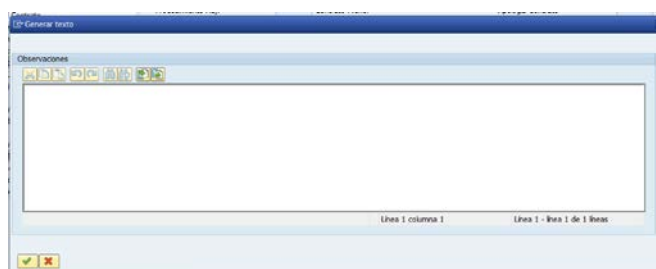 Generar texto
Observaciones
Línea 1 columna 1
Línea 1 - línea 1 de 1 líneas